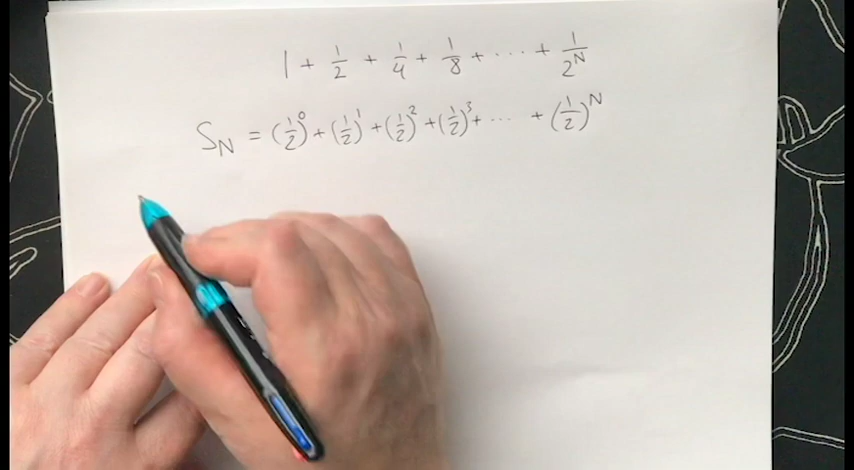 1 + 1/2 + 1/4 + 1/8 + ⋯ + 1/2^N
S_N = (1/2)^0 + (1/2)^1 + (1/2)^2 + (1/2)^3 + ⋯ + (1/2)^N